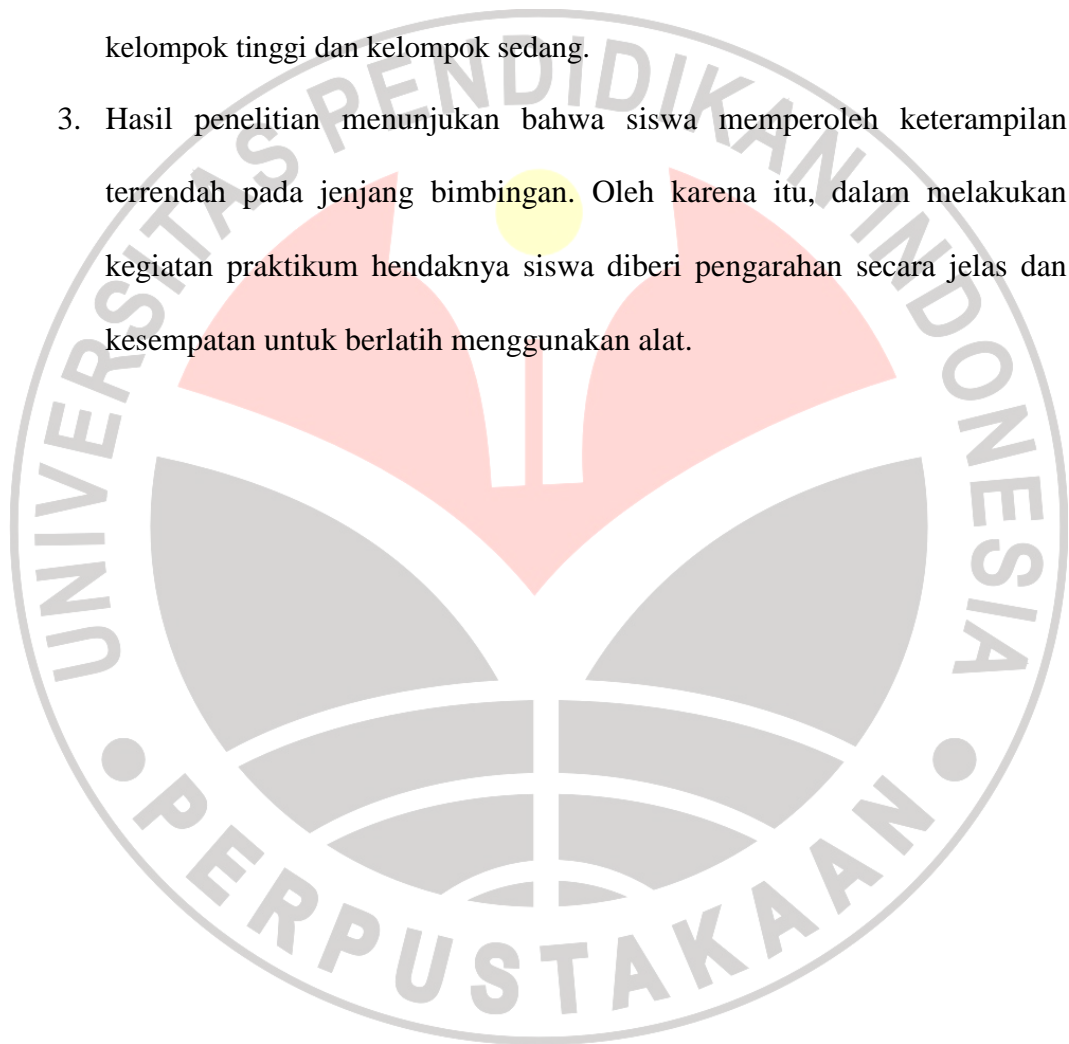 kelompok tinggi dan kelompok sedang.
3. Hasil penelitian menunjukan bahwa siswa memperoleh keterampilan
terrendah pada jenjang bimbingan. Oleh karena itu, dalam melakukan
kegiatan praktikum hendaknya siswa diberi pengarahan secara jelas dan
kesempatan untuk berlatih menggunakan alat.
UNIVERSITAS PENDIDIKAN INDONESIA
PERPUSTAKAAN